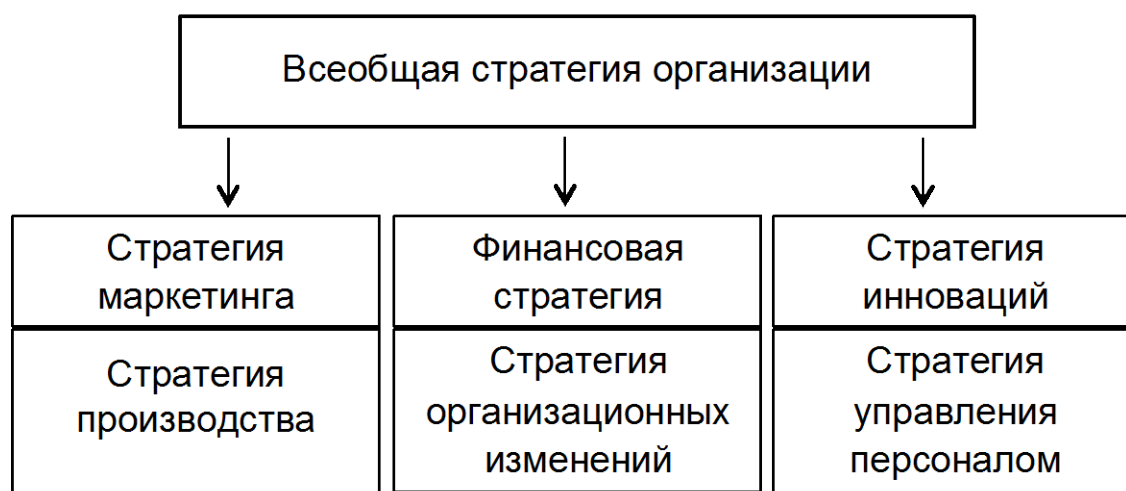 Всеобщая стратегия организации
Стратегия
маркетинга
Финансовая
стратегия
Стратегия
инноваций
Стратегия
производства
Стратегия
организационных
изменений
Стратегия
управления
персоналом